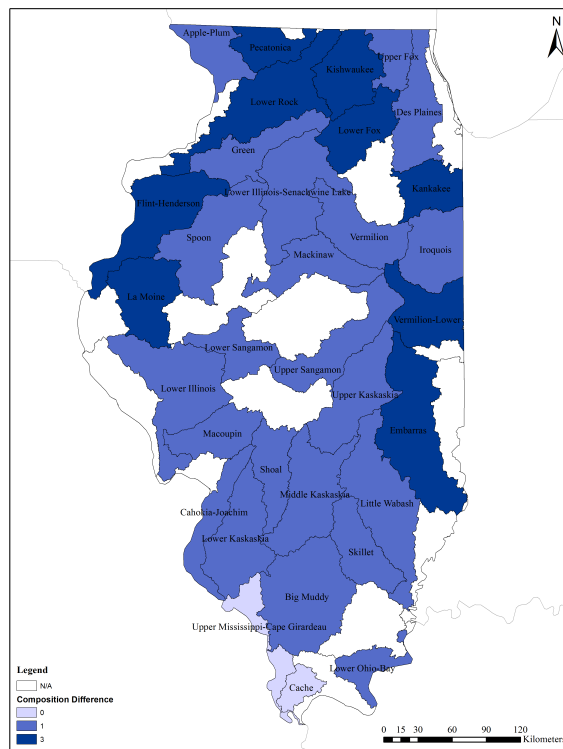 N
Apple-Plum
Pecatonica
Kishwaukee
Upper Fox
Lower Rock
Des Plaines
Lower Fox
Green
Kankakee
Lower Illinois-Senachwine Lake
Flint-Henderson
Spoon
Vermilion
Iroquois
Mackinaw
La Moine
Vermilion-Lower
Lower Sangamon
Upper Sangamon
Lower Illinois
Upper Kaskaskia
Embarras
Macoupin
Shoal
Middle Kaskaskia
Little Wabash
Cahokia-Joachim
Lower Kaskaskia
Skillet
Big Muddy
Upper Mississippi-Cape Girardeau
Lower Ohio-Bay
Cache
Legend
N/A
Composition Difference
0
1
3
0 15 30 60 90 120
Kilometers